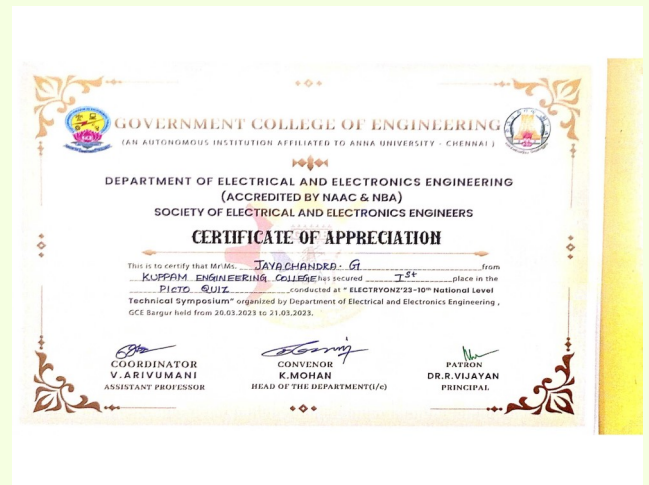 GOVERNMENT COLLEGE OF ENGINEERING
(AN AUTONOMOUS INSTITUTION AFFILIATED TO ANNA UNIVERSITY - CHENNAI )
DEPARTMENT OF ELECTRICAL AND ELECTRONICS ENGINEERING
(ACCREDITED BY NAAC & NBA)
SOCIETY OF ELECTRICAL AND ELECTRONICS ENGINEERS
CERTIFICATE OF APPRECIATION
This is to certify that Mr\Ms. JAYACHANDRA. G from
KUPPAM ENGINEERING COLLEGE has secured Ist place in the
PICTO QUIZ conducted at " ELECTRYONZ'23-10th National Level
Technical Symposium" organized by Department of Electrical and Electronics Engineering ,
GCE Bargur held from 20.03.2023 to 21.03.2023.
COORDINATOR CONVENOR PATRON
V.ARIVUMANI K.MOHAN DR.R.VIJAYAN
ASSISTANT PROFESSOR HEAD OF THE DEPARTMENT(i/c) PRINCIPAL